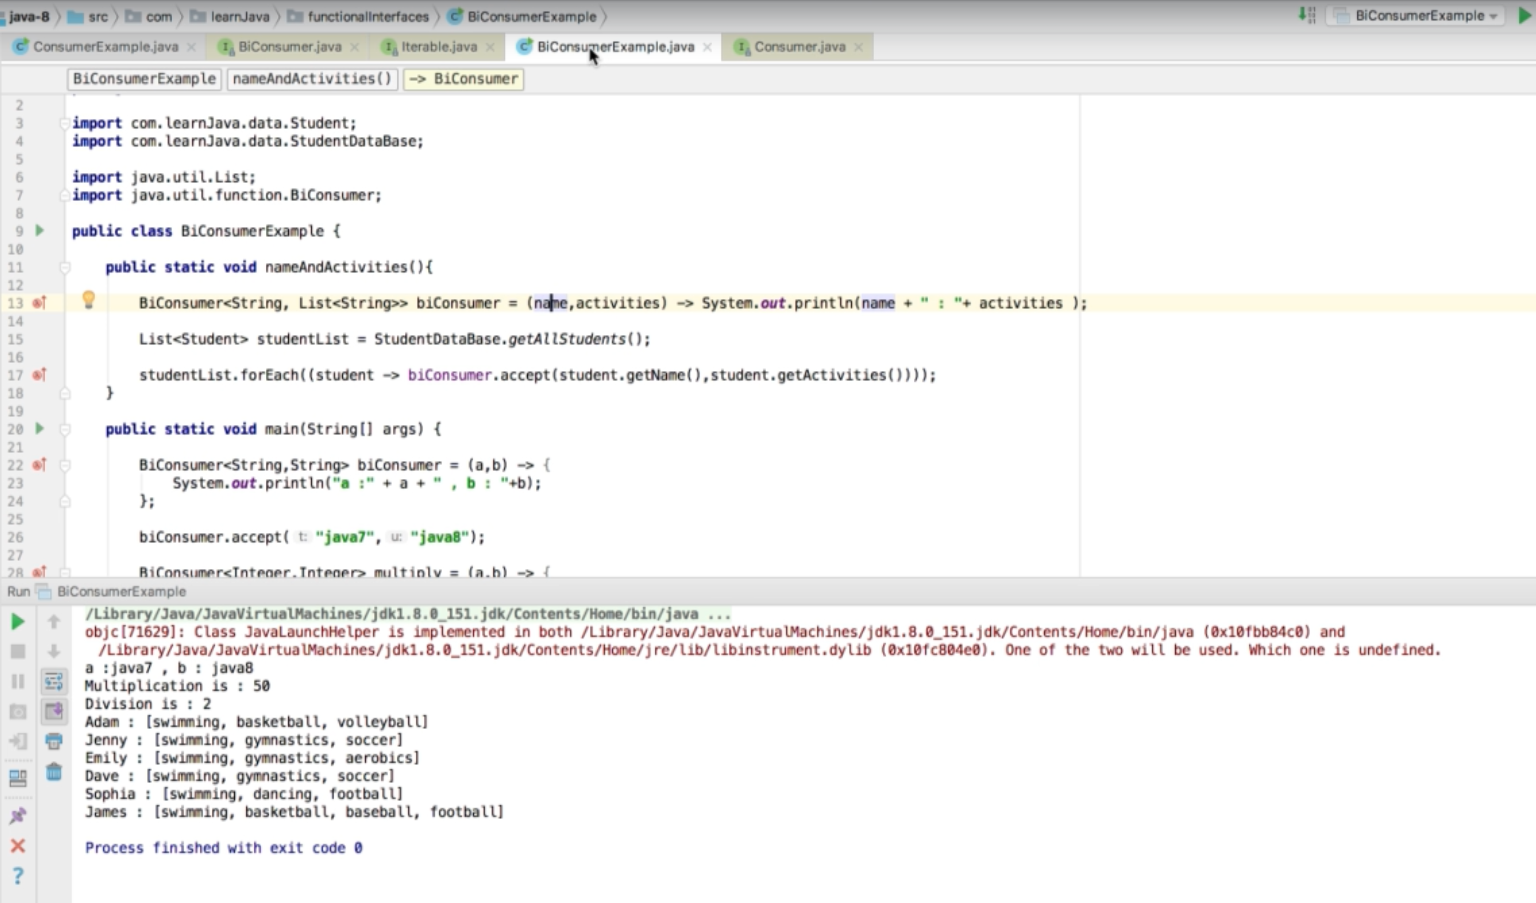 java-8 src com learnJava functionalInterfaces BiConsumerExample BiConsumerExample
ConsumerExample.java BiConsumer.java Iterable.java BiConsumerExample.java Consumer.java
BiConsumerExample nameAndActivities() -> BiConsumer
2
3 import com.learnJava.data.Student;
4 import com.learnJava.data.StudentDataBase;
5
6 import java.util.List;
7 import java.util.function.BiConsumer;
8
9 public class BiConsumerExample {
10
11 public static void nameAndActivities(){
12
13 BiConsumer<String, List<String>> biConsumer = (name,activities) -> System.out.println(name + " : "+ activities );
14
15 List<Student> studentList = StudentDataBase.getAllStudents();
16
17 studentList.forEach((student -> biConsumer.accept(student.getName(),student.getActivities())));
18 }
19
20 public static void main(String[] args) {
21
22 BiConsumer<String,String> biConsumer = (a,b) -> {
23 System.out.println("a :" + a + " , b : "+b);
24 };
25
26 biConsumer.accept( t: "java7", u: "java8");
27
28 BiConsumer<Integer,Integer> multiply = (a,b) -> {
Run BiConsumerExample
/Library/Java/JavaVirtualMachines/jdk1.8.0_151.jdk/Contents/Home/bin/java ...
objc[71629]: Class JavaLaunchHelper is implemented in both /Library/Java/JavaVirtualMachines/jdk1.8.0_151.jdk/Contents/Home/bin/java (0x10fbb84c0) and
/Library/Java/JavaVirtualMachines/jdk1.8.0_151.jdk/Contents/Home/jre/lib/libinstrument.dylib (0x10fc804e0). One of the two will be used. Which one is undefined.
a :java7 , b : java8
Multiplication is : 50
Division is : 2
Adam : [swimming, basketball, volleyball]
Jenny : [swimming, gymnastics, soccer]
Emily : [swimming, gymnastics, aerobics]
Dave : [swimming, gymnastics, soccer]
Sophia : [swimming, dancing, football]
James : [swimming, basketball, baseball, football]
Process finished with exit code 0